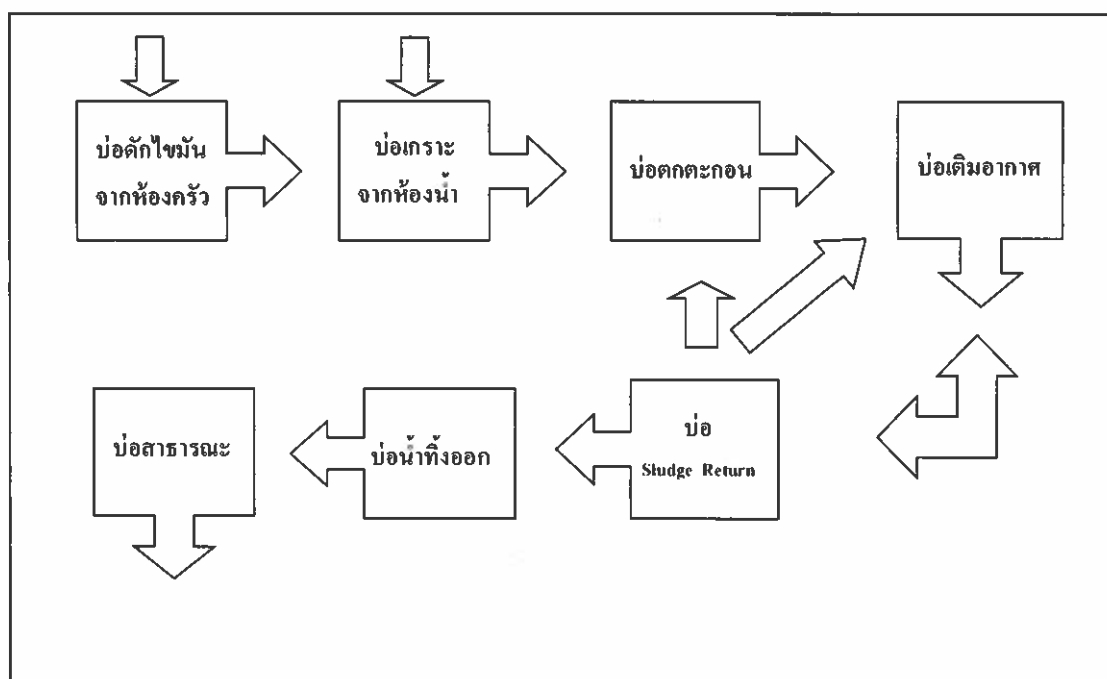 บ่อดักไขมัน
จากห้องครัว
บ่อเกราะ
จากห้องน้ำ
บ่อตกตะกอน
บ่อเติมอากาศ
บ่อสาธารณะ
บ่อน้ำทิ้งออก
บ่อ
Sludge Return